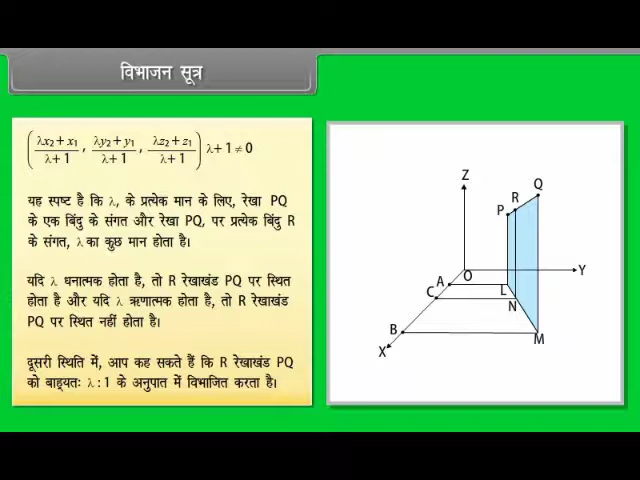 विभाजन सूत्र
(λx₂ + x₁ / λ + 1 , λy₂ + y₁ / λ + 1 , λz₂ + z₁ / λ + 1) λ + 1 ≠ 0
यह स्पष्ट है कि λ, के प्रत्येक मान के लिए, रेखा PQ
के एक बिंदु के संगत और रेखा PQ, पर प्रत्येक बिंदु R
के संगत, λ का कुछ मान होता है।
यदि λ धनात्मक होता है, तो R रेखाखंड PQ पर स्थित
होता है और यदि λ ऋणात्मक होता है, तो R रेखाखंड
PQ पर स्थित नहीं होता है।
दूसरी स्थिति में, आप कह सकते हैं कि R रेखाखंड PQ
को बाह्यतः λ : 1 के अनुपात में विभाजित करता है।
Z
Q
R
P
O
Y
A
L
C
N
B
M
X